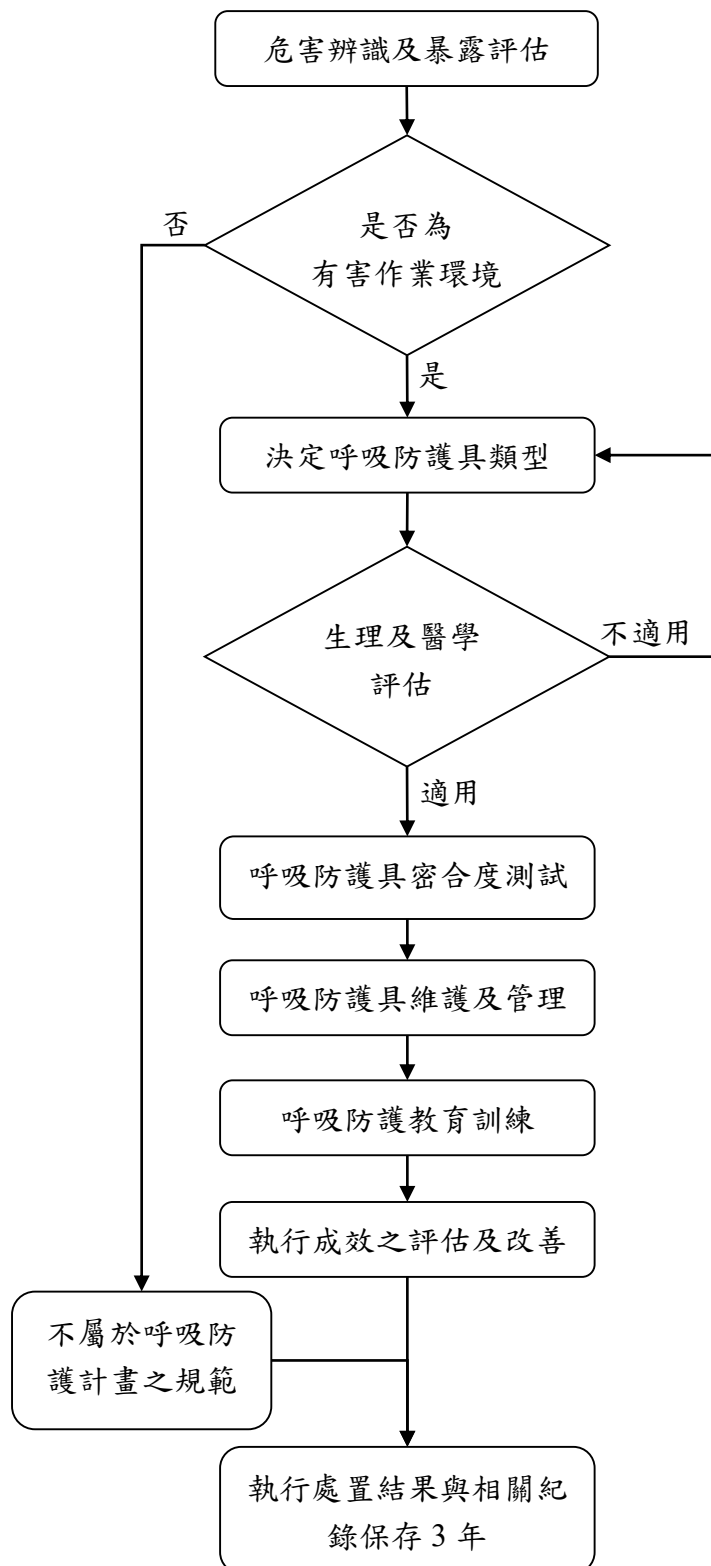 危害辨識及暴露評估
否
是否為
有害作業環境
是
決定呼吸防護具類型
生理及醫學
評估
不適用
適用
呼吸防護具密合度測試
呼吸防護具維護及管理
呼吸防護教育訓練
執行成效之評估及改善
不屬於呼吸防
護計畫之規範
執行處置結果與相關紀
錄保存 3 年